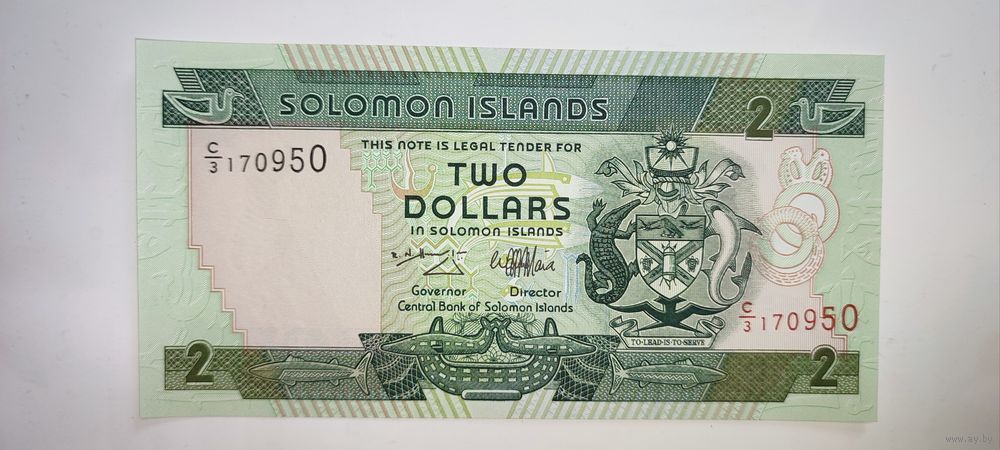 SOLOMON ISLANDS
2
C/3 170950
THIS NOTE IS LEGAL TENDER FOR
TWO
DOLLARS
IN SOLOMON ISLANDS
Governor Director
Central Bank of Solomon Islands
C/3 170950
TO·LEAD·IS·TO·SERVE
2
2
www.ay.by